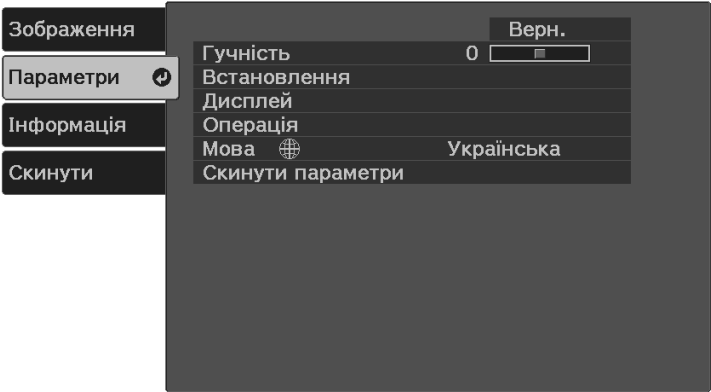 Зображення
Параметри
Інформація
Скинути
Верн.
Гучність 0
Встановлення
Дисплей
Операція
Мова Українська
Скинути параметри